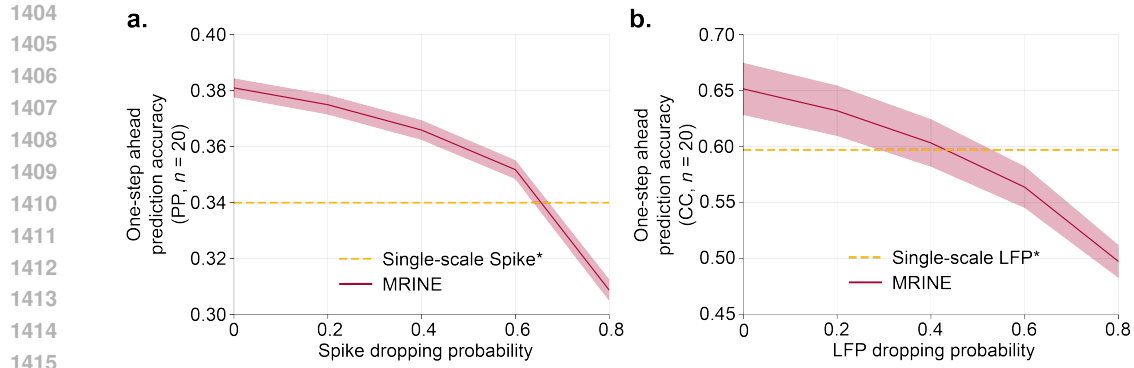 1404
1405
1406
1407
1408
1409
1410
1411
1412
1413
1414
1415
a.
One-step ahead
prediction accuracy
(PP, n = 20)
0.40
0.38
0.36
0.34
0.32
0.30
0
0.2
0.4
0.6
0.8
Single-scale Spike*
MRINE
Spike dropping probability
b.
One-step ahead
prediction accuracy
(CC, n = 20)
0.70
0.65
0.60
0.55
0.50
0.45
0
0.2
0.4
0.6
0.8
Single-scale LFP*
MRINE
LFP dropping probability